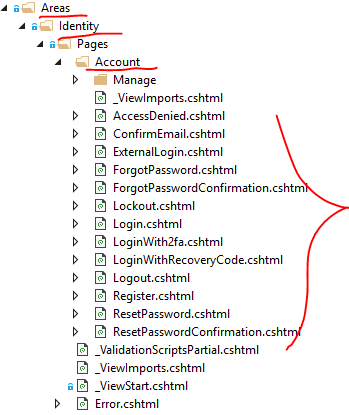 Areas
Identity
Pages
Account
Manage
_ViewImports.cshtml
AccessDenied.cshtml
ConfirmEmail.cshtml
ExternalLogin.cshtml
ForgotPassword.cshtml
ForgotPasswordConfirmation.cshtml
Lockout.cshtml
Login.cshtml
LoginWith2fa.cshtml
LoginWithRecoveryCode.cshtml
Logout.cshtml
Register.cshtml
ResetPassword.cshtml
ResetPasswordConfirmation.cshtml
_ValidationScriptsPartial.cshtml
_ViewImports.cshtml
_ViewStart.cshtml
Error.cshtml